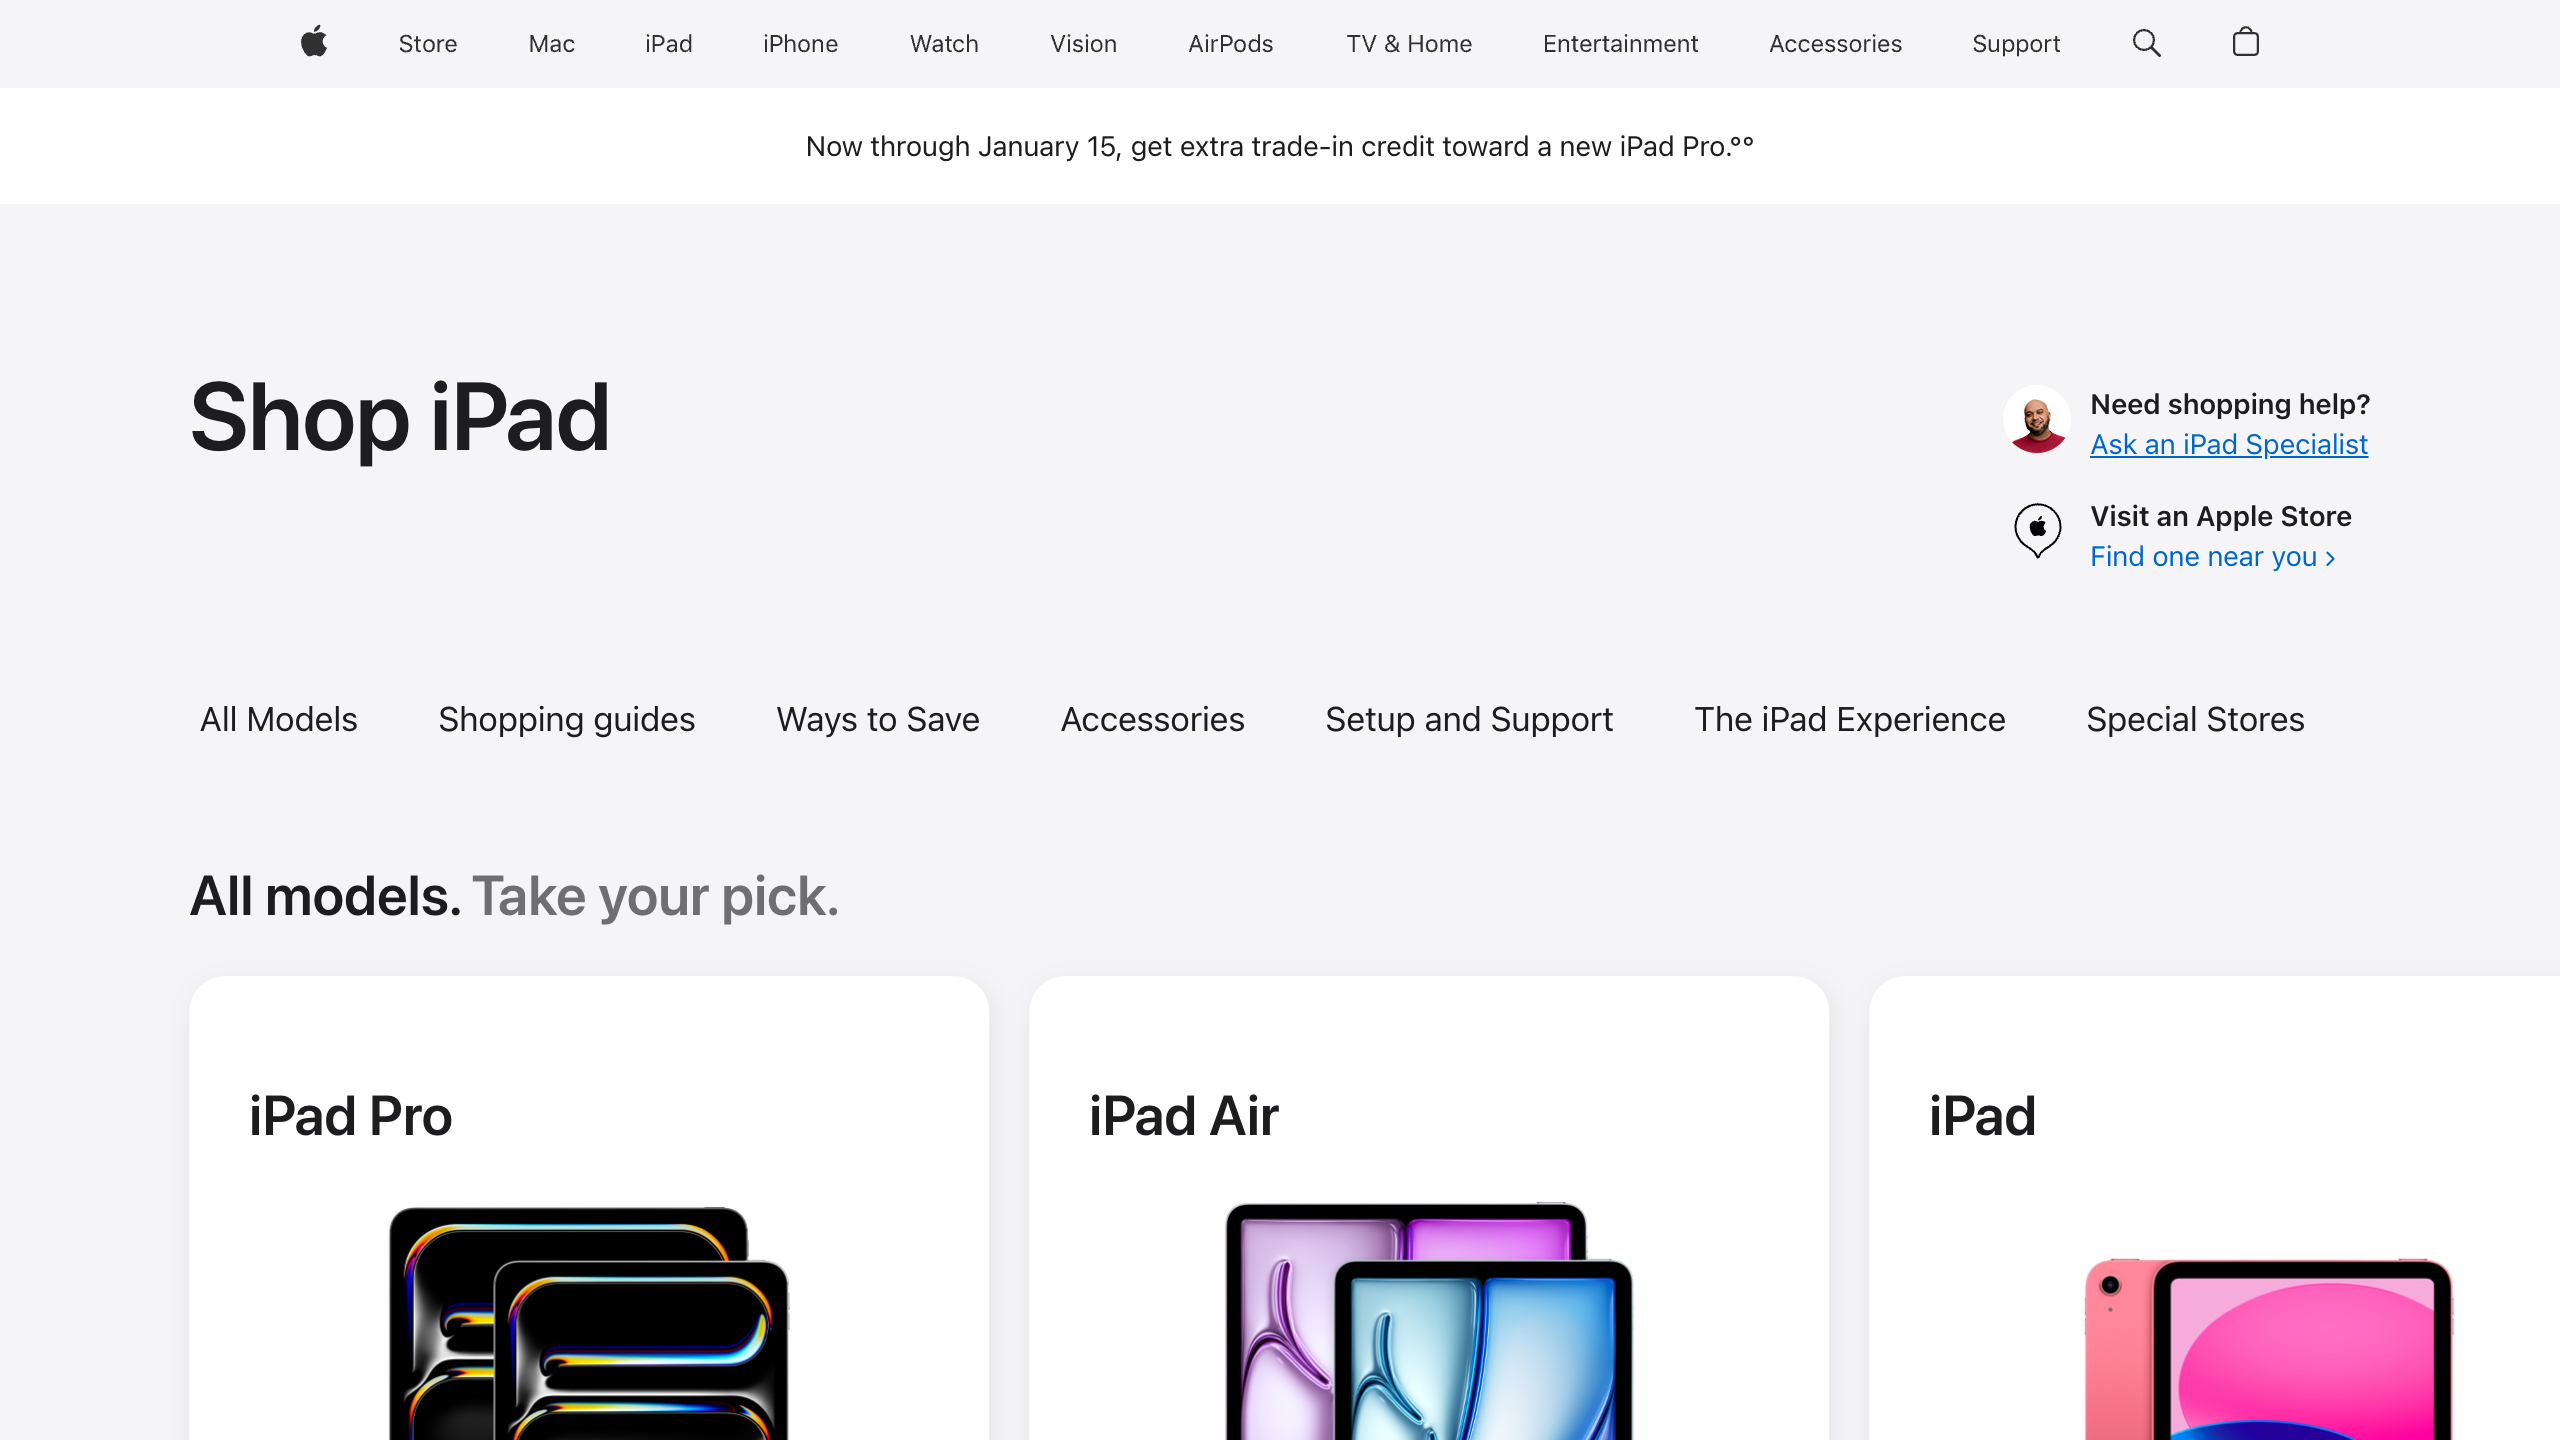 Store Mac iPad iPhone Watch Vision AirPods TV & Home Entertainment Accessories Support
Now through January 15, get extra trade-in credit toward a new iPad Pro.°°
Shop iPad
Need shopping help?
Ask an iPad Specialist
Visit an Apple Store
Find one near you ›
All Models Shopping guides Ways to Save Accessories Setup and Support The iPad Experience Special Stores
All models. Take your pick.
iPad Pro
iPad Air
iPad